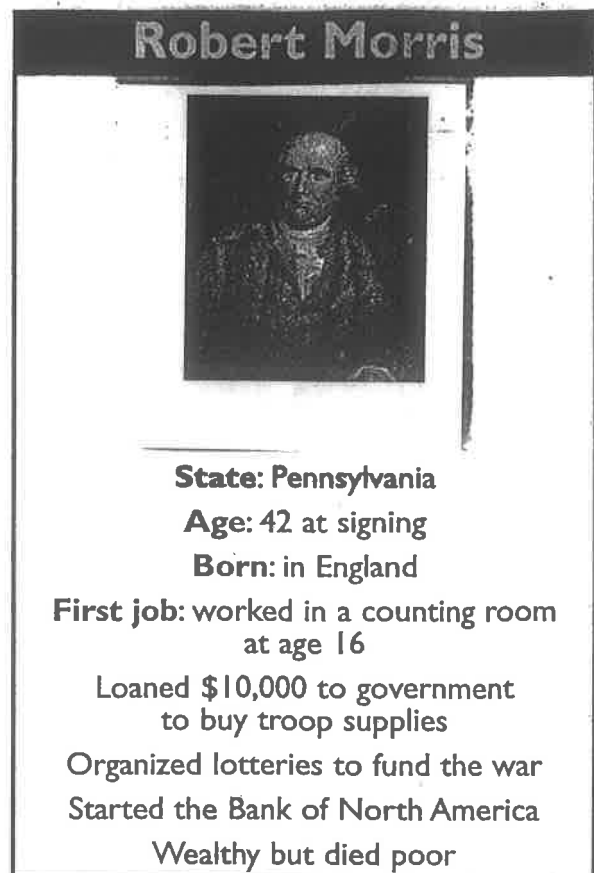 Robert Morris
State: Pennsylvania
Age: 42 at signing
Born: in England
First job: worked in a counting room
at age 16
Loaned $10,000 to government
to buy troop supplies
Organized lotteries to fund the war
Started the Bank of North America
Wealthy but died poor